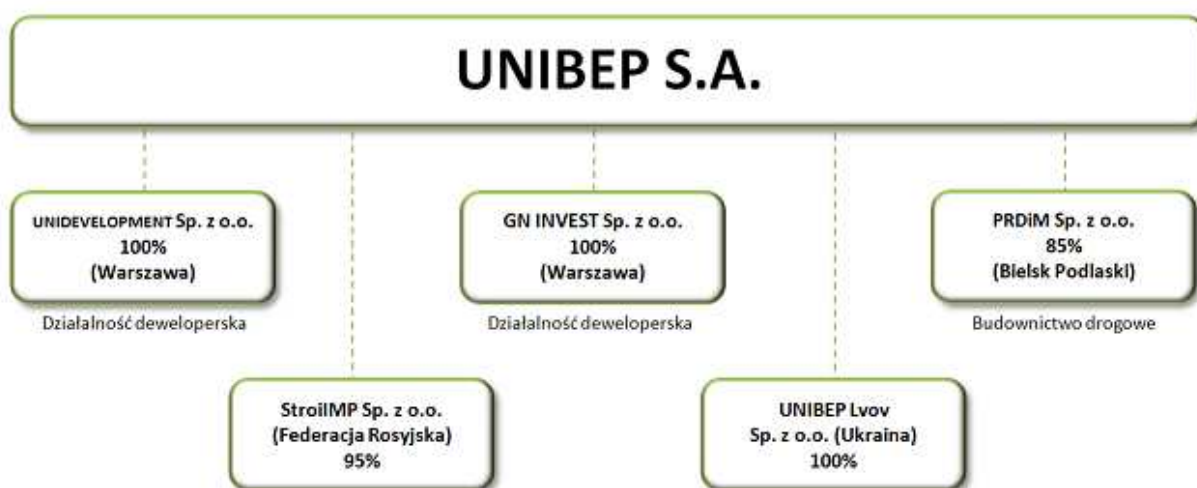 UNIBEP S.A.
UNIDEVELOPMENT Sp. z o.o.
100%
(Warszawa)
Działalność deweloperska
GN INVEST Sp. z o.o.
100%
(Warszawa)
Działalność deweloperska
PRDiM Sp. z o.o.
85%
(Bielsk Podlaski)
Budownictwo drogowe
StroiIMP Sp. z o.o.
(Federacja Rosyjska)
95%
UNIBEP Lvov
Sp. z o.o. (Ukraina)
100%